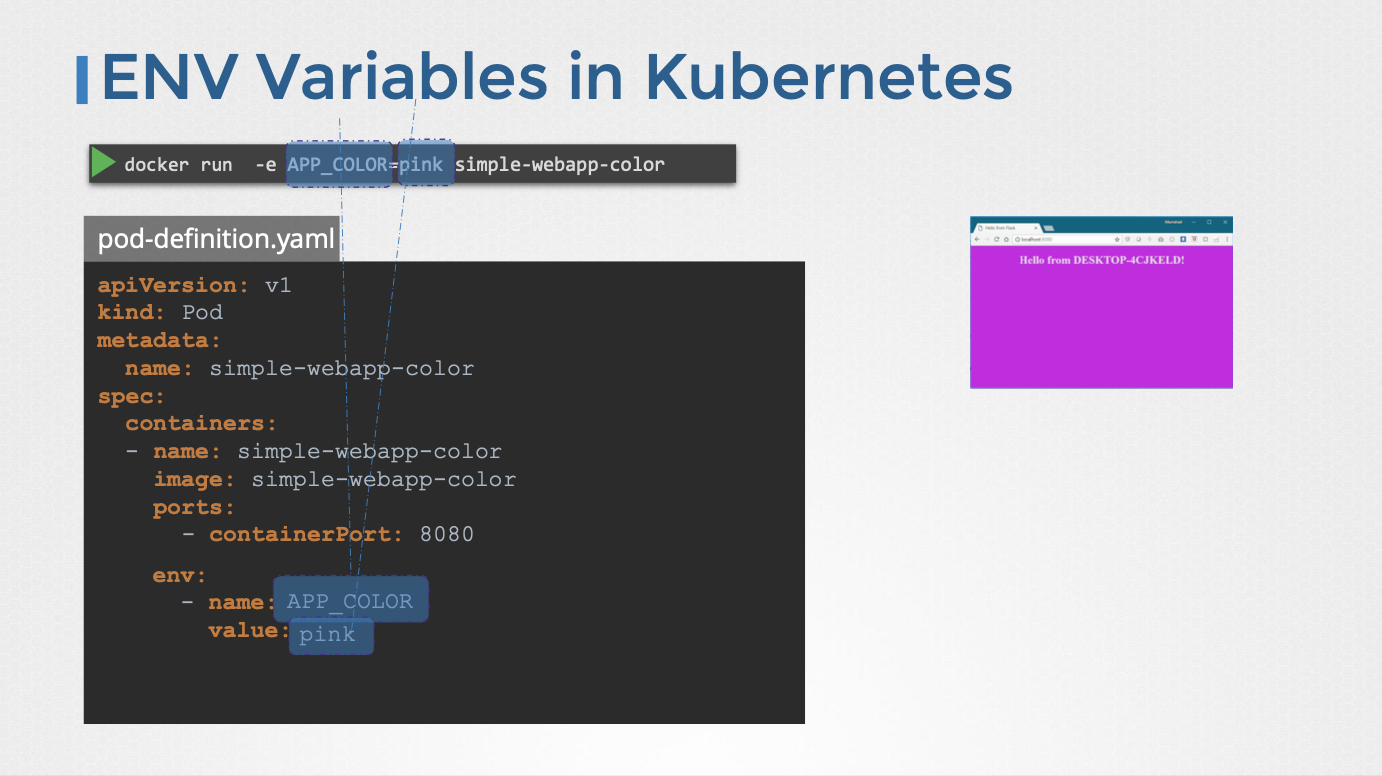 ENV Variables in Kubernetes
docker run -e APP_COLOR=pink simple-webapp-color
pod-definition.yaml
apiVersion: v1
kind: Pod
metadata:
  name: simple-webapp-color
spec:
  containers:
  - name: simple-webapp-color
    image: simple-webapp-color
    ports:
      - containerPort: 8080
    env:
      - name: APP_COLOR
        value: pink
Hello from Flask
localhost:8080
Hello from DESKTOP-4CJKELD!